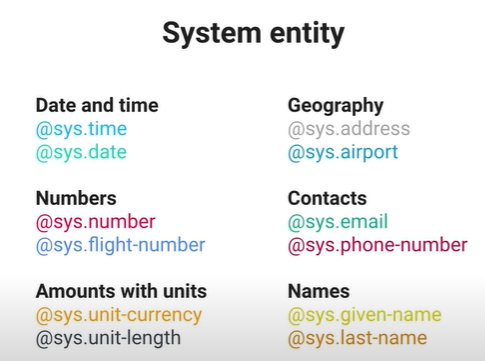 System entity
Date and time
@sys.time
@sys.date
Geography
@sys.address
@sys.airport
Numbers
@sys.number
@sys.flight-number
Contacts
@sys.email
@sys.phone-number
Amounts with units
@sys.unit-currency
@sys.unit-length
Names
@sys.given-name
@sys.last-name